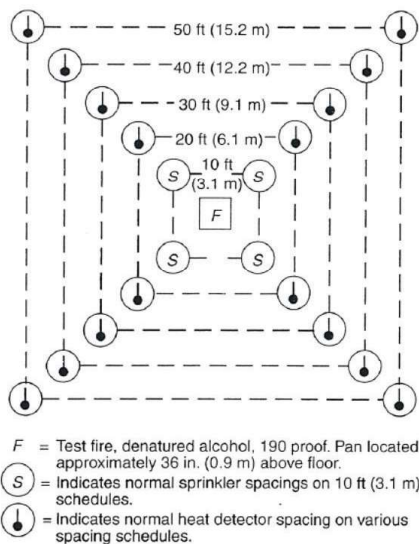 50 ft (15.2 m)
40 ft (12.2 m)
30 ft (9.1 m)
20 ft (6.1 m)
10 ft
S (3.1 m) S
F
S S
F = Test fire, denatured alcohol, 190 proof. Pan located
approximately 36 in. (0.9 m) above floor.
S = Indicates normal sprinkler spacings on 10 ft (3.1 m)
schedules.
= Indicates normal heat detector spacing on various
spacing schedules.